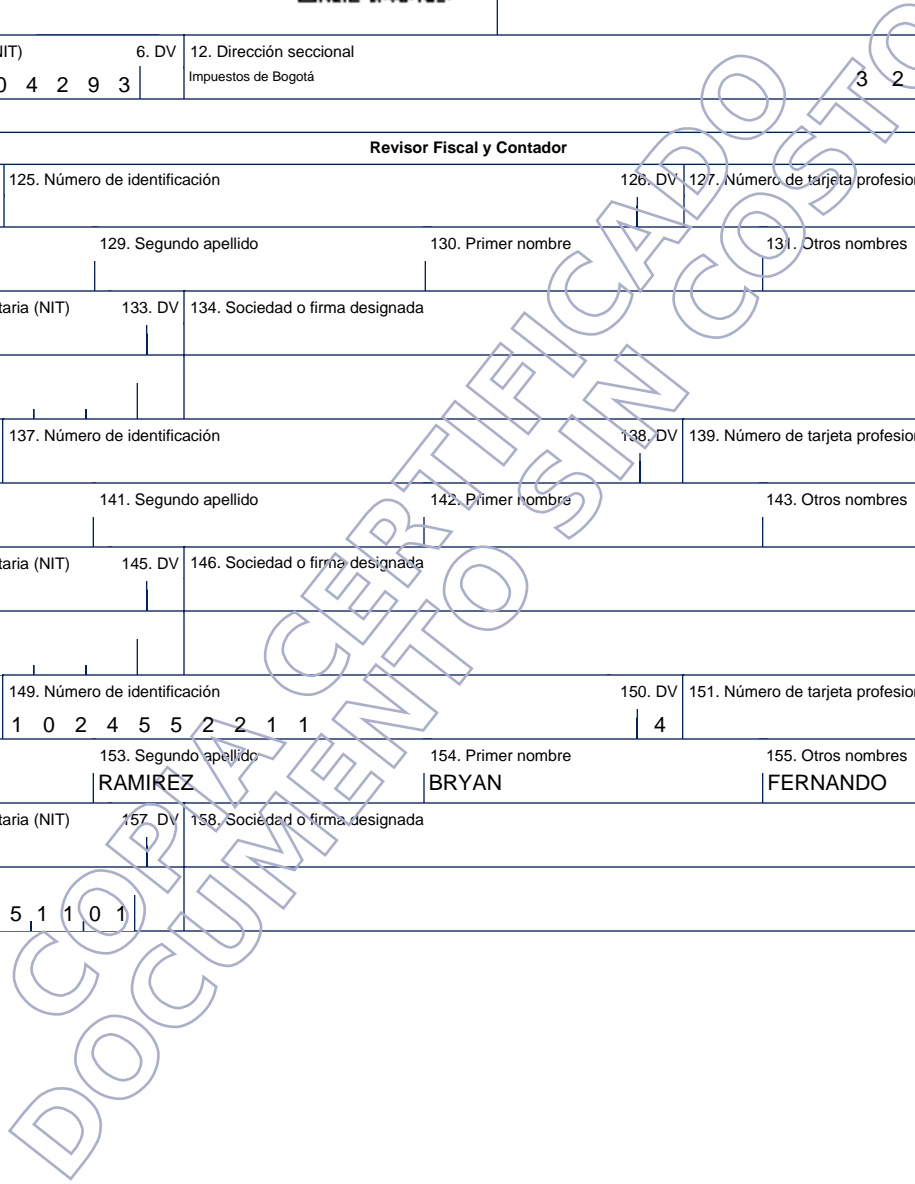 NIT) 6. DV 12. Dirección seccional
0 4 2 9 3 Impuestos de Bogotá 3 2
Revisor Fiscal y Contador
125. Número de identificación 126. DV 127. Número de tarjeta profesion
129. Segundo apellido 130. Primer nombre 131. Otros nombres
taria (NIT) 133. DV 134. Sociedad o firma designada
137. Número de identificación 138. DV 139. Número de tarjeta profesion
141. Segundo apellido 142. Primer nombre 143. Otros nombres
taria (NIT) 145. DV 146. Sociedad o firma designada
149. Número de identificación 150. DV 151. Número de tarjeta profesion
1 0 2 4 5 5 2 2 1 1 4
153. Segundo apellido 154. Primer nombre 155. Otros nombres
RAMIREZ BRYAN FERNANDO
taria (NIT) 157. DV 158. Sociedad o firma designada
5 1 1 0 1
COPIA CERTIFICADO
DOCUMENTO SIN COSTO